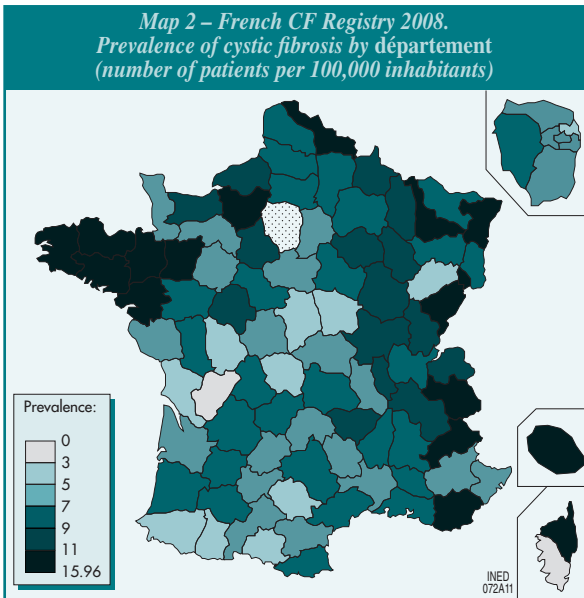 Map 2 – French CF Registry 2008.
Prevalence of cystic fibrosis by département
(number of patients per 100,000 inhabitants)
Prevalence:
0
3
5
7
9
11
15.96
INED
072A11